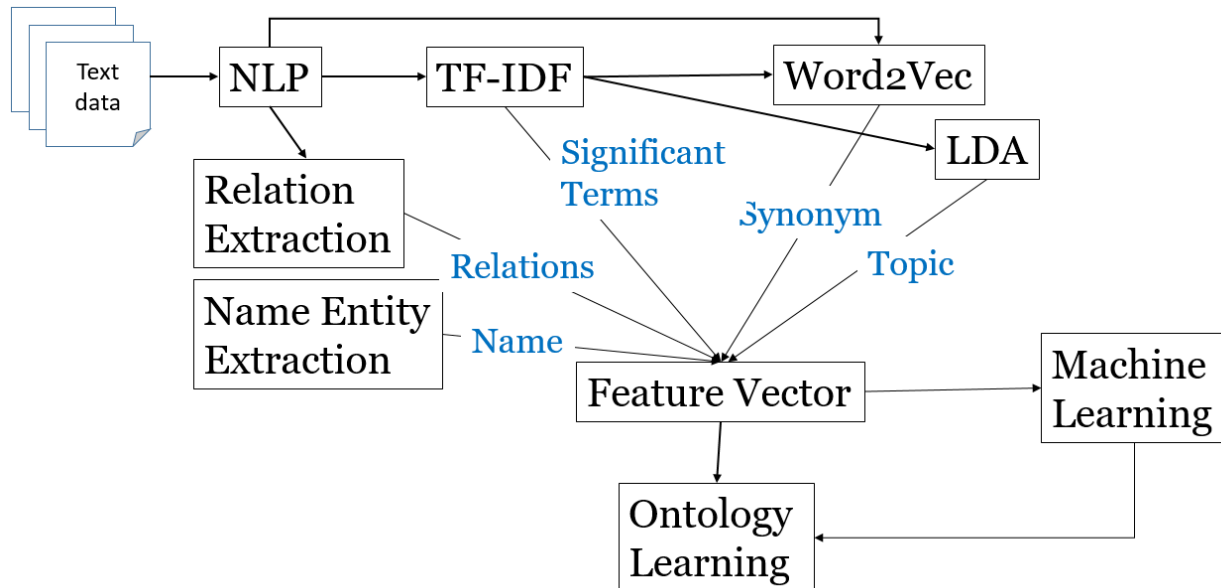 Text
data
NLP
TF-IDF
Word2Vec
LDA
Significant
Terms
Synonym
Topic
Relation
Extraction
Relations
Name Entity
Extraction
Name
Feature Vector
Machine
Learning
Ontology
Learning